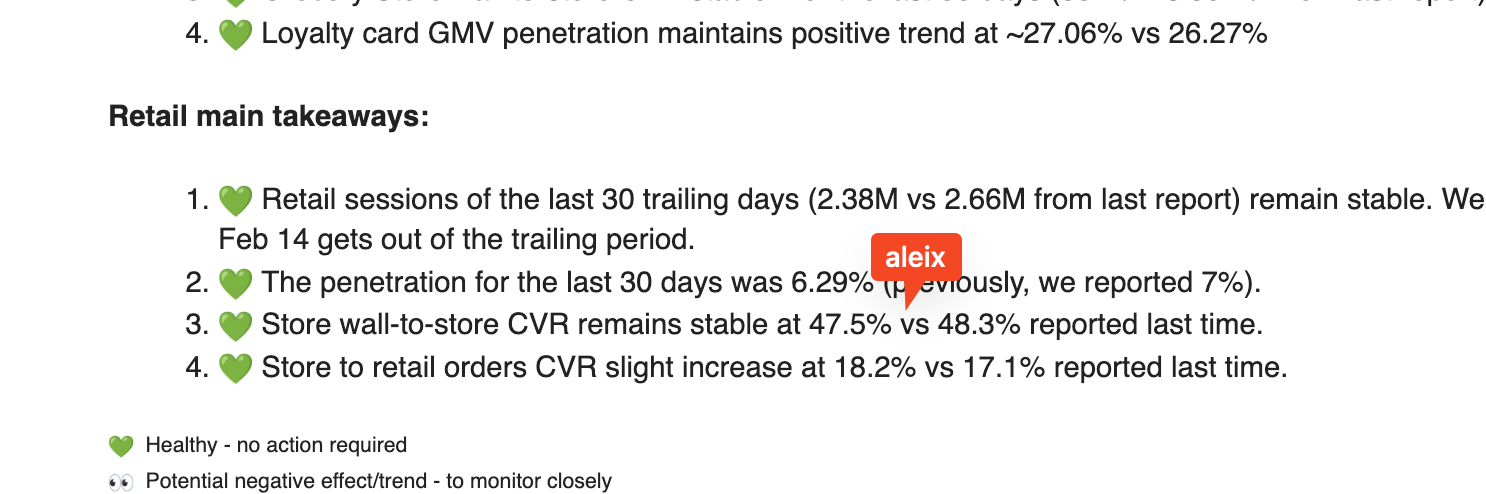 4. 💚 Loyalty card GMV penetration maintains positive trend at ~27.06% vs 26.27%
Retail main takeaways:
1. 💚 Retail sessions of the last 30 trailing days (2.38M vs 2.66M from last report) remain stable. We
Feb 14 gets out of the trailing period.
aleix
2. 💚 The penetration for the last 30 days was 6.29% (previously, we reported 7%).
3. 💚 Store wall-to-store CVR remains stable at 47.5% vs 48.3% reported last time.
4. 💚 Store to retail orders CVR slight increase at 18.2% vs 17.1% reported last time.
💚 Healthy - no action required
👀 Potential negative effect/trend - to monitor closely